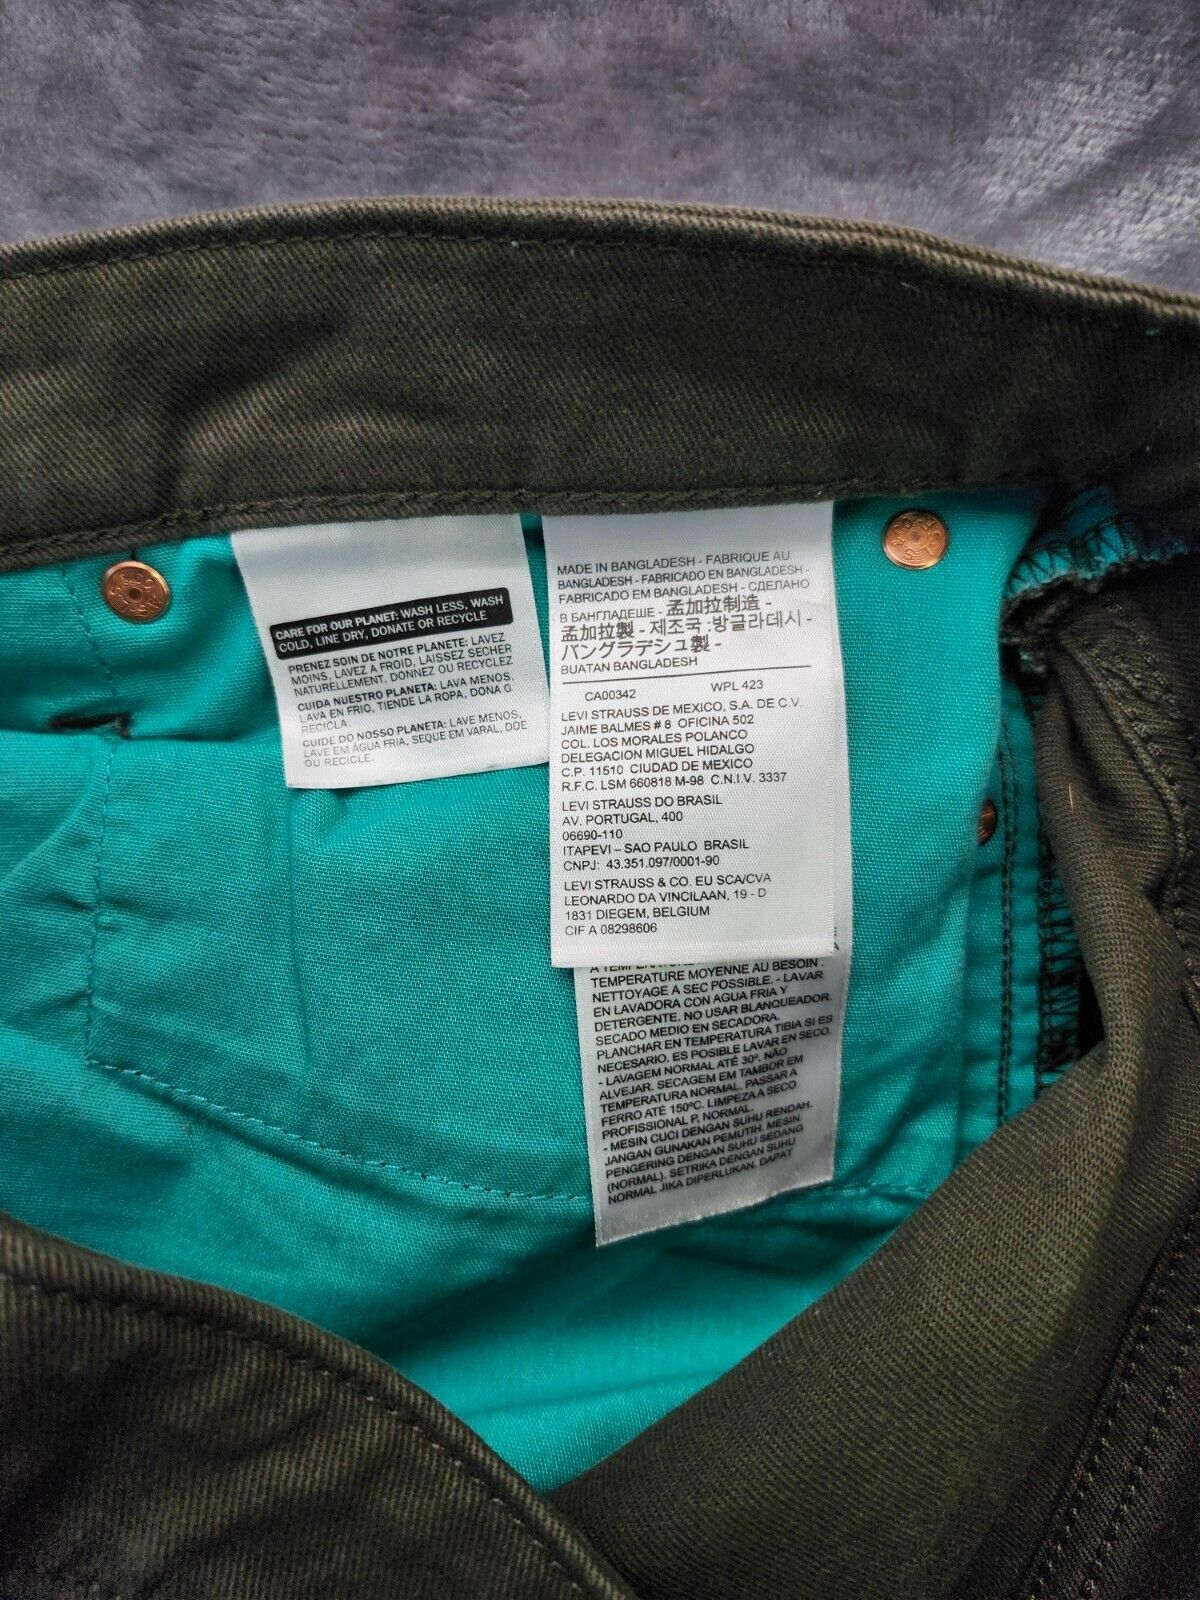 CARE FOR OUR PLANET: WASH LESS, WASH
COLD, LINE DRY, DONATE OR RECYCLE
PRENEZ SOIN DE NOTRE PLANETE: LAVEZ
MOINS, LAVEZ A FROID, LAISSEZ SECHER
NATURELLEMENT, DONNEZ OU RECYCLEZ
CUIDA NUESTRO PLANETA: LAVA MENOS,
LAVA EN FRIO, TIENDE LA ROPA, DONA O
RECICLA
CUIDE DO NOSSO PLANETA: LAVE MENOS,
LAVE EM ÁGUA FRIA, SEQUE EM VARAL, DOE
OU RECICLE.
MADE IN BANGLADESH - FABRIQUE AU
BANGLADESH - FABRICADO EN BANGLADESH -
FABRICADO EM BANGLADESH - СДЕЛАНО
В БАНГЛАДЕШЕ - 孟加拉制造 -
孟加拉製 - 제조국 :방글라데시 -
バングラデシュ製 -
BUATAN BANGLADESH
CA00342 WPL 423
LEVI STRAUSS DE MEXICO, S.A. DE C.V.
JAIME BALMES # 8 OFICINA 502
COL. LOS MORALES POLANCO
DELEGACION MIGUEL HIDALGO
C.P. 11510 CIUDAD DE MEXICO
R.F.C. LSM 660818 M-98 C.N.I.V. 3337
LEVI STRAUSS DO BRASIL
AV. PORTUGAL, 400
06690-110
ITAPEVI – SAO PAULO BRASIL
CNPJ: 43.351.097/0001-90
LEVI STRAUSS & CO. EU SCA/CVA
LEONARDO DA VINCILAAN, 19 - D
1831 DIEGEM, BELGIUM
CIF A 08298606
TEMPERATURE MOYENNE AU BESOIN.
NETTOYAGE A SEC POSSIBLE. - LAVAR
EN LAVADORA CON AGUA FRIA Y
DETERGENTE. NO USAR BLANQUEADOR.
SECADO MEDIO EN SECADORA.
PLANCHAR EN TEMPERATURA TIBIA SI ES
NECESARIO. ES POSIBLE LAVAR EN SECO.
- LAVAGEM NORMAL ATÉ 30º. NÃO
ALVEJAR. SECAGEM EM TAMBOR EM
TEMPERATURA NORMAL. PASSAR A
FERRO ATÉ 150ºC. LIMPEZA A SECO
PROFISSIONAL P, NORMAL.
- MESIN CUCI DENGAN SUHU RENDAH.
JANGAN GUNAKAN PEMUTIH. MESIN
PENGERING DENGAN SUHU SEDANG
(NORMAL). SETRIKA DENGAN SUHU
NORMAL JIKA DIPERLUKAN. DAPAT